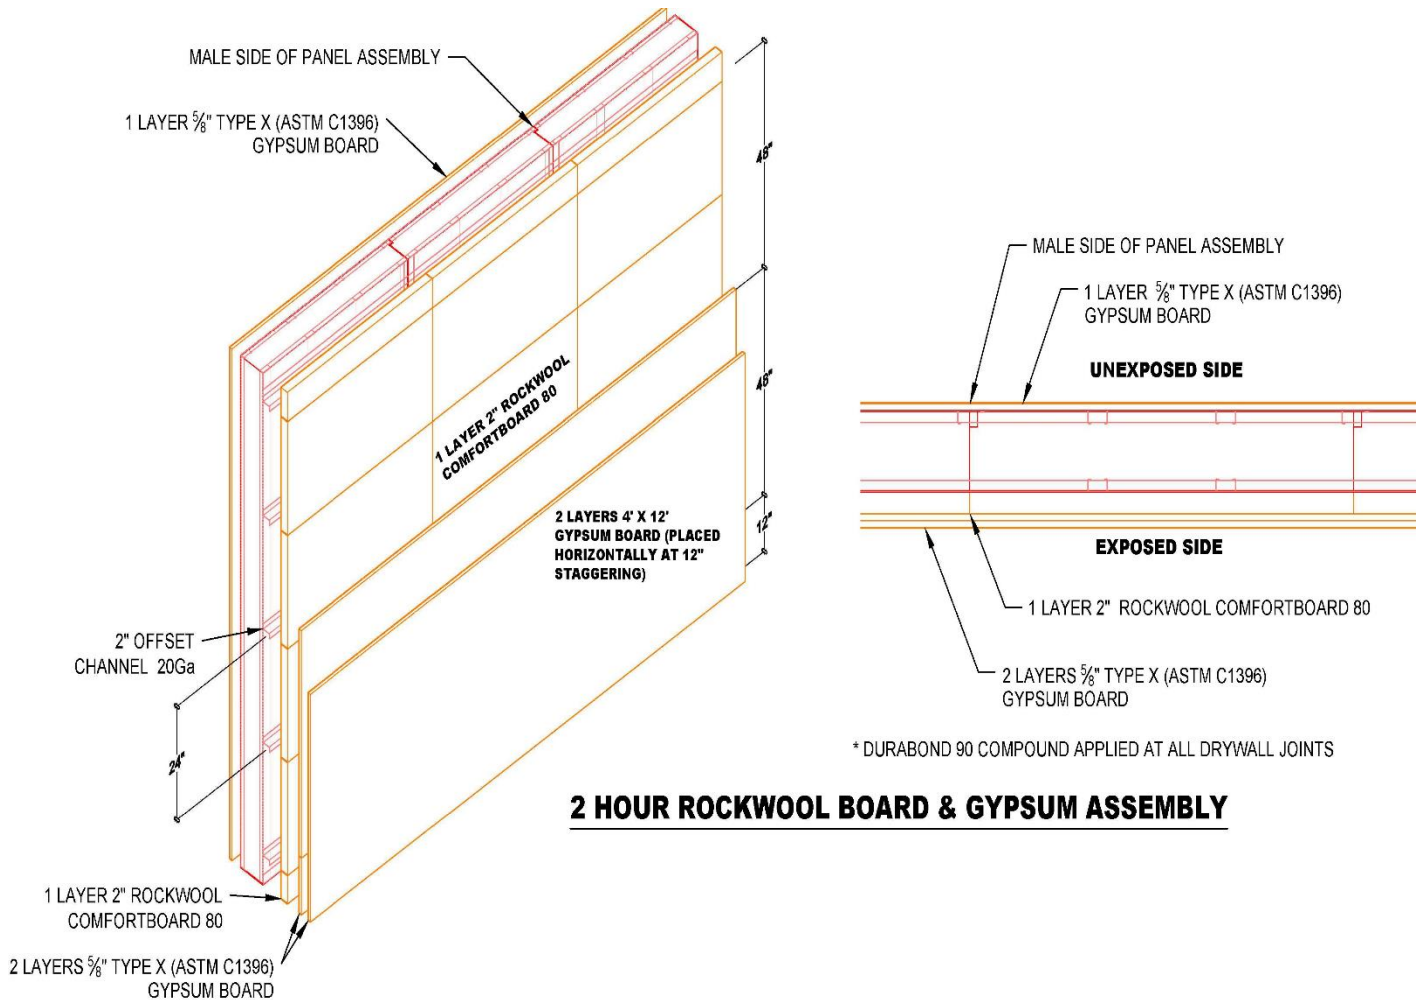 MALE SIDE OF PANEL ASSEMBLY
1 LAYER ⅝" TYPE X (ASTM C1396)
GYPSUM BOARD
48"
MALE SIDE OF PANEL ASSEMBLY
1 LAYER ⅝" TYPE X (ASTM C1396)
GYPSUM BOARD
UNEXPOSED SIDE
48"
1 LAYER 2" ROCKWOOL
COMFORTBOARD 80
2 LAYERS 4' X 12'
GYPSUM BOARD (PLACED
HORIZONTALLY AT 12"
STAGGERING)
12"
EXPOSED SIDE
1 LAYER 2" ROCKWOOL COMFORTBOARD 80
2" OFFSET
CHANNEL 20Ga
2 LAYERS ⅝" TYPE X (ASTM C1396)
GYPSUM BOARD
24"
* DURABOND 90 COMPOUND APPLIED AT ALL DRYWALL JOINTS
2 HOUR ROCKWOOL BOARD & GYPSUM ASSEMBLY
1 LAYER 2" ROCKWOOL
COMFORTBOARD 80
2 LAYERS ⅝" TYPE X (ASTM C1396)
GYPSUM BOARD